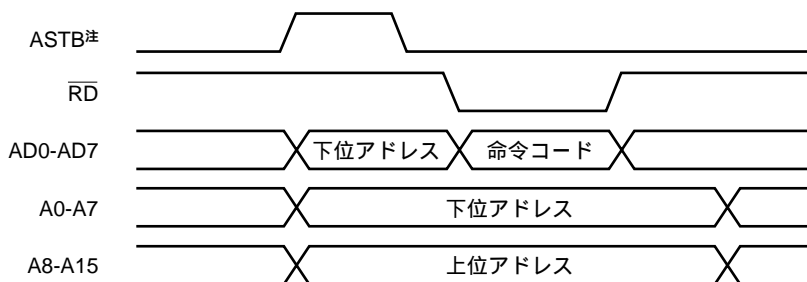 ASTB注
RD
AD0-AD7 下位アドレス 命令コード
A0-A7 下位アドレス
A8-A15 上位アドレス